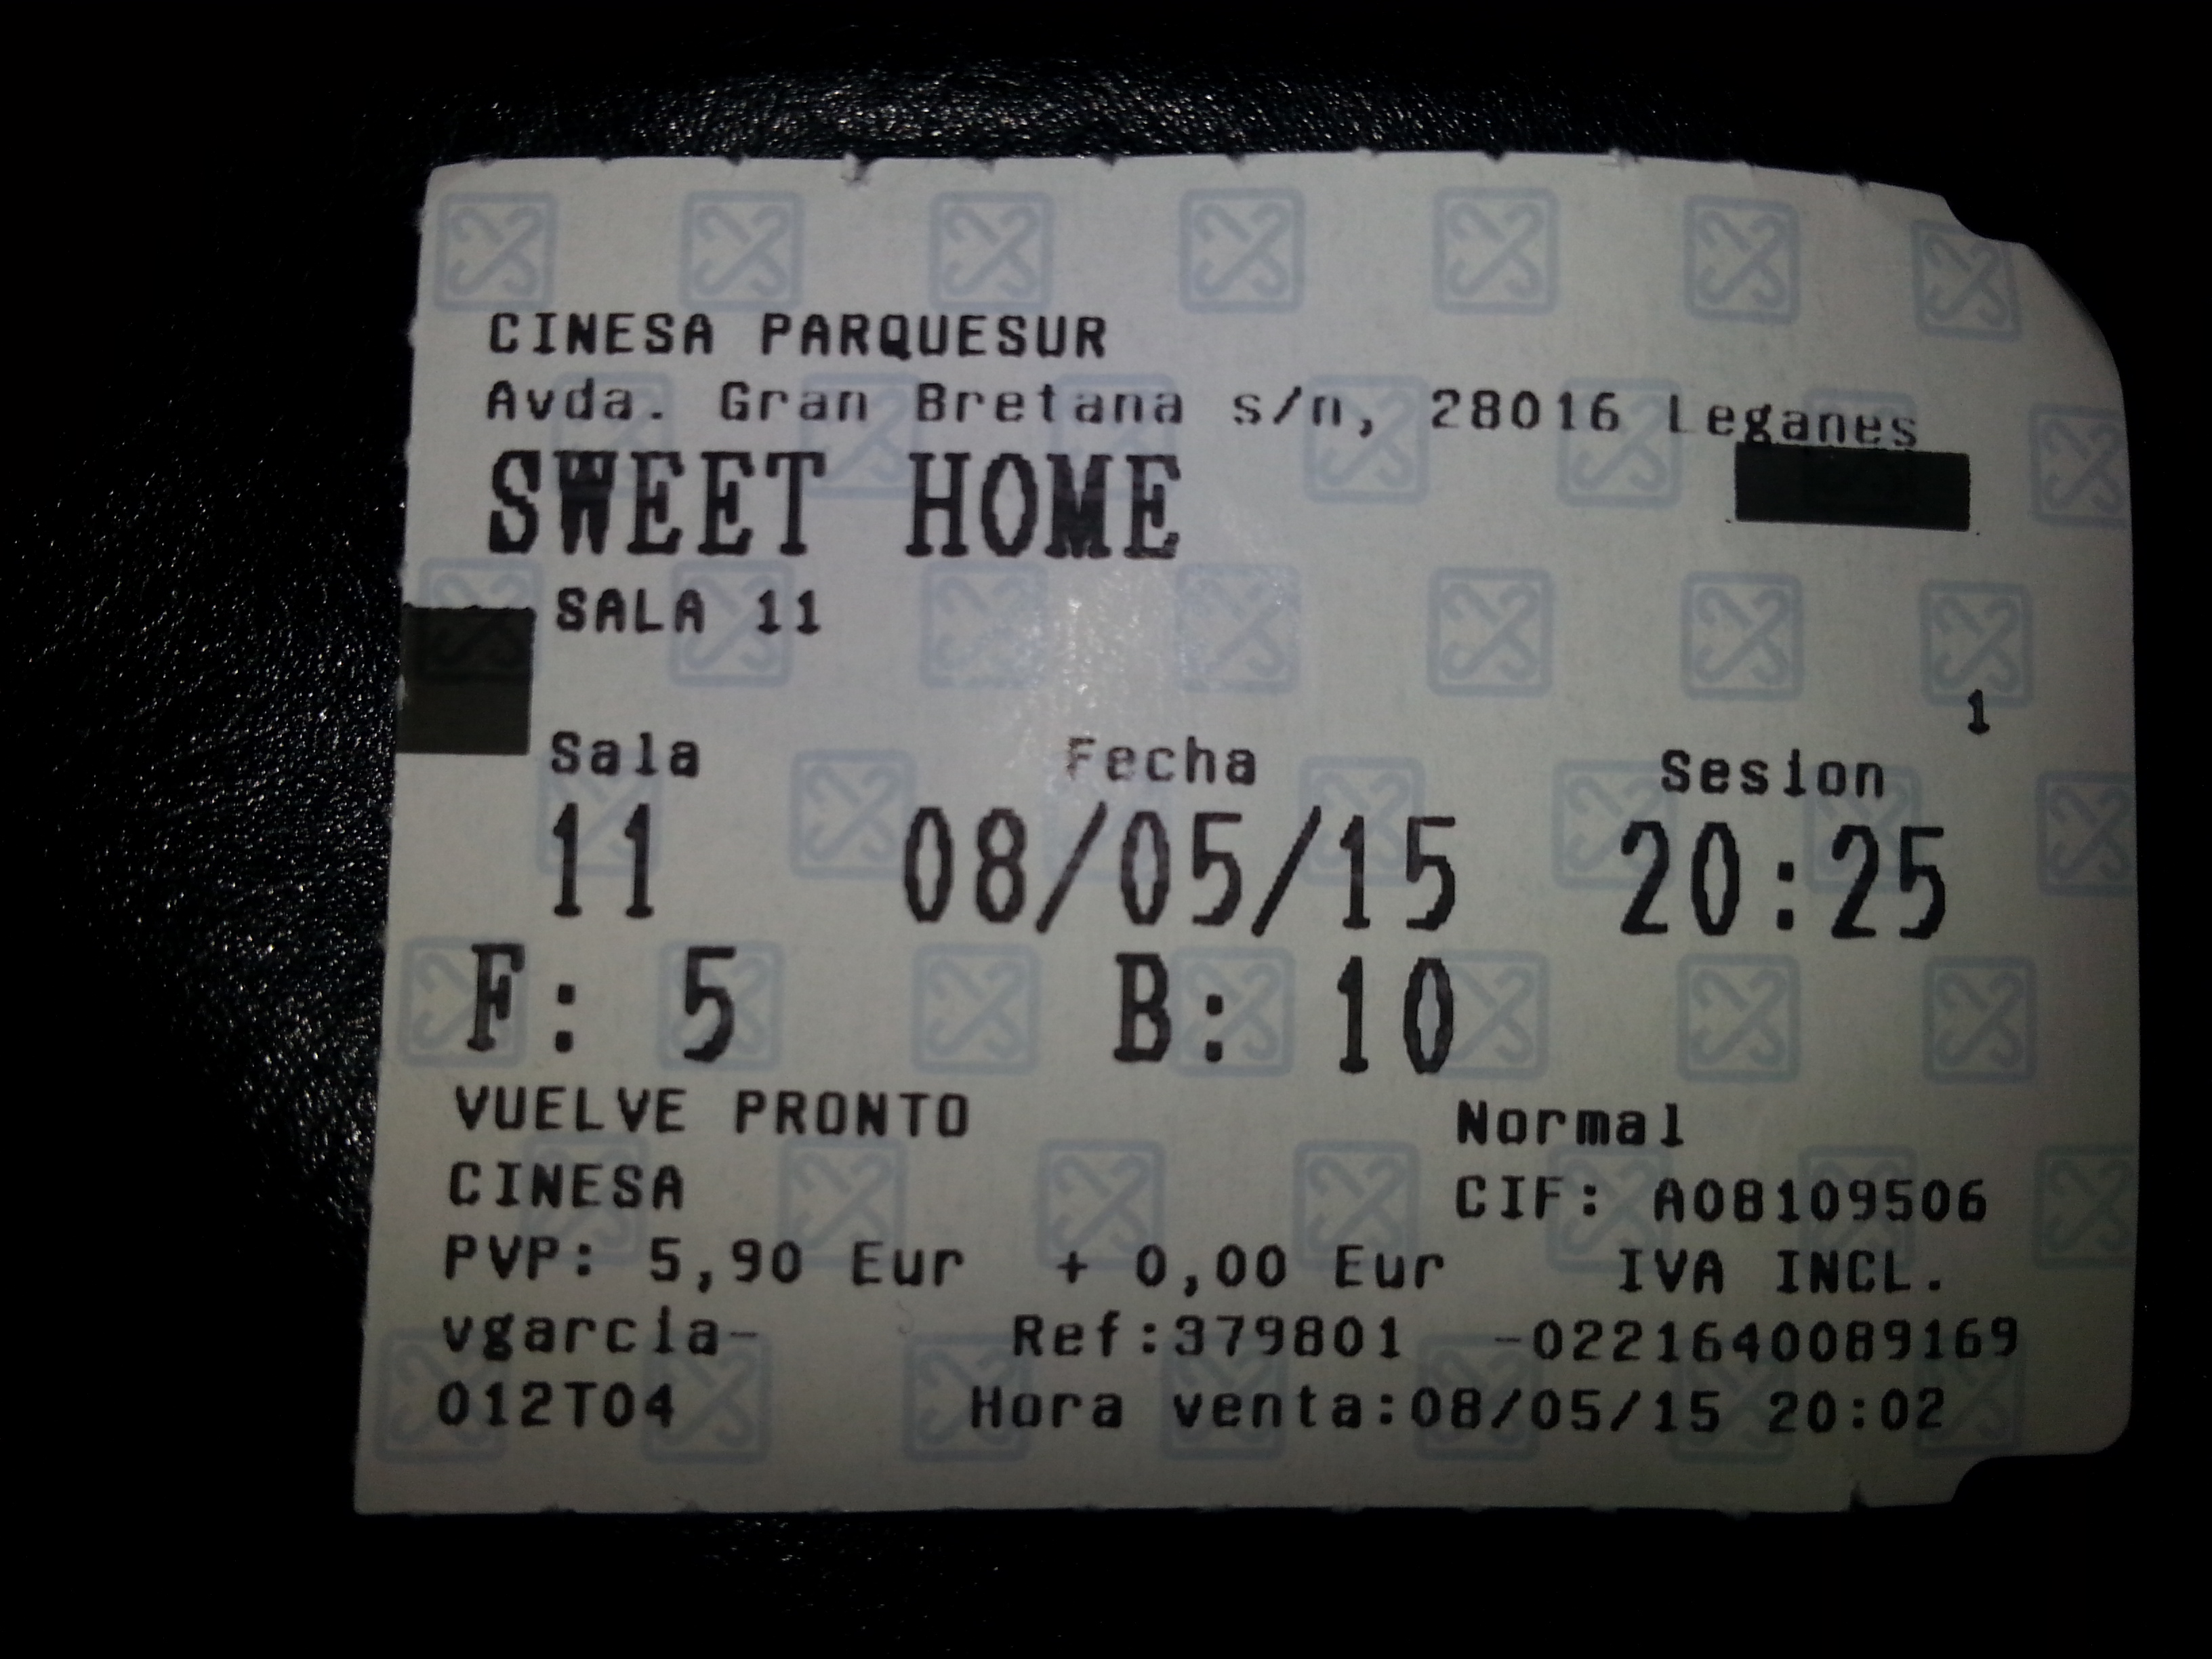 CINESA PARQUESUR
Avda. Gran Bretana s/n, 28016 Leganes
SWEET HOME
SALA 11
1
Sala Fecha Sesion
11 08/05/15 20:25
F: 5 B: 10
VUELVE PRONTO Normal
CINESA CIF: A08109506
PVP: 5,90 Eur + 0,00 Eur IVA INCL.
vgarcia- Ref:379801 -0221640089169
012T04 Hora venta:08/05/15 20:02